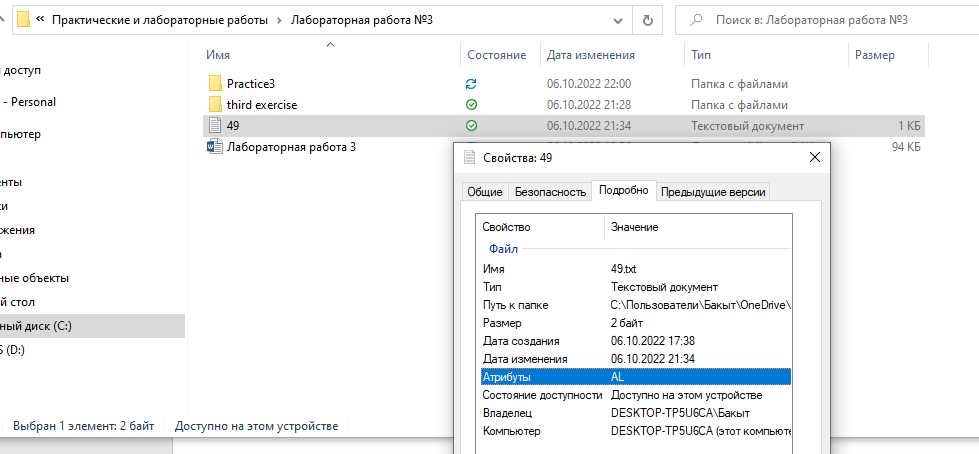 « Практические и лабораторные работы > Лабораторная работа №3
Поиск в: Лабораторная работа №3
Имя Состояние Дата изменения Тип Размер
доступ
Practice3 06.10.2022 22:00 Папка с файлами
- Personal
third exercise 06.10.2022 21:28 Папка с файлами
49 06.10.2022 21:34 Текстовый документ 1 КБ
Лабораторная работа 3 94 КБ
Свойства: 49
Общие Безопасность Подробно Предыдущие версии
Свойство Значение
Файл
Имя 49.txt
Тип Текстовый документ
Путь к папке C:\Пользователи\Бакыт\OneDrive\
Размер 2 байт
Дата создания 06.10.2022 17:38
Дата изменения 06.10.2022 21:34
Атрибуты AL
Состояние доступности Доступно на этом устройстве
Владелец DESKTOP-TP5U6CA\Бакыт
Компьютер DESKTOP-TP5U6CA (этот компьюте
пьютер
енты
ки
жения
а
ные объекты
й стол
ный диск (C:)
S (D:)
Выбран 1 элемент: 2 байт Доступно на этом устройстве